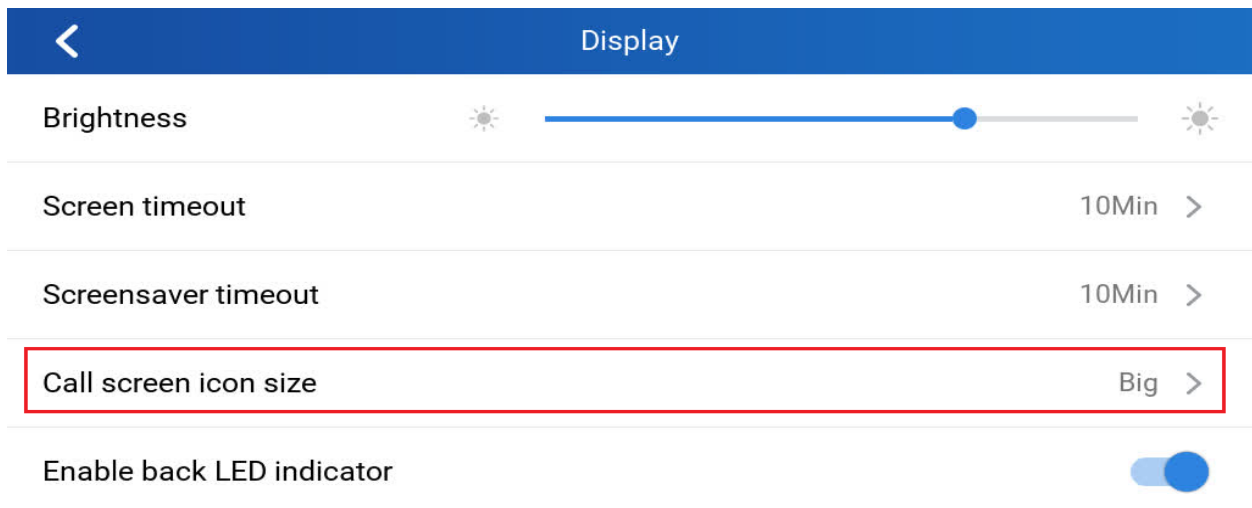 Display
Brightness
Screen timeout 10Min
Screensaver timeout 10Min
Call screen icon size Big
Enable back LED indicator